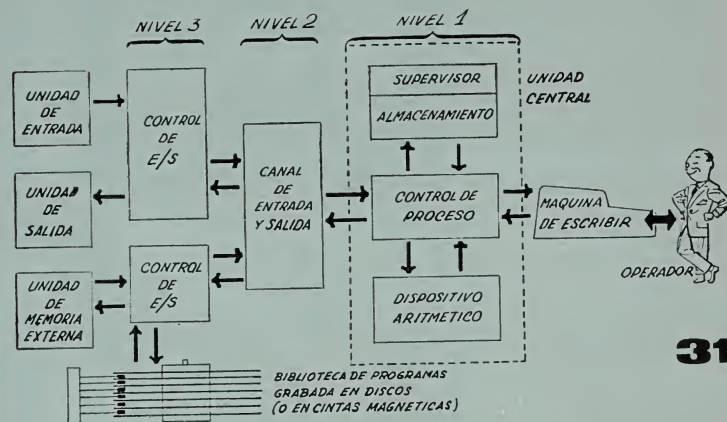 NIVEL 3
NIVEL 2
NIVEL 1
UNIDAD
DE
ENTRADA
UNIDAD
DE
SALIDA
UNIDAD
DE
MEMORIA
EXTERNA
CONTROL
DE
E/S
CONTROL
DE
E/S
CANAL
DE
ENTRADA
Y SALIDA
SUPERVISOR
ALMACENAMIENTO
CONTROL DE
PROCESO
DISPOSITIVO
ARITMETICO
UNIDAD
CENTRAL
MAQUINA
DE ESCRIBIR
OPERADOR
BIBLIOTECA DE PROGRAMAS
GRABADA EN DISCOS
(O EN CINTAS MAGNETICAS)
31